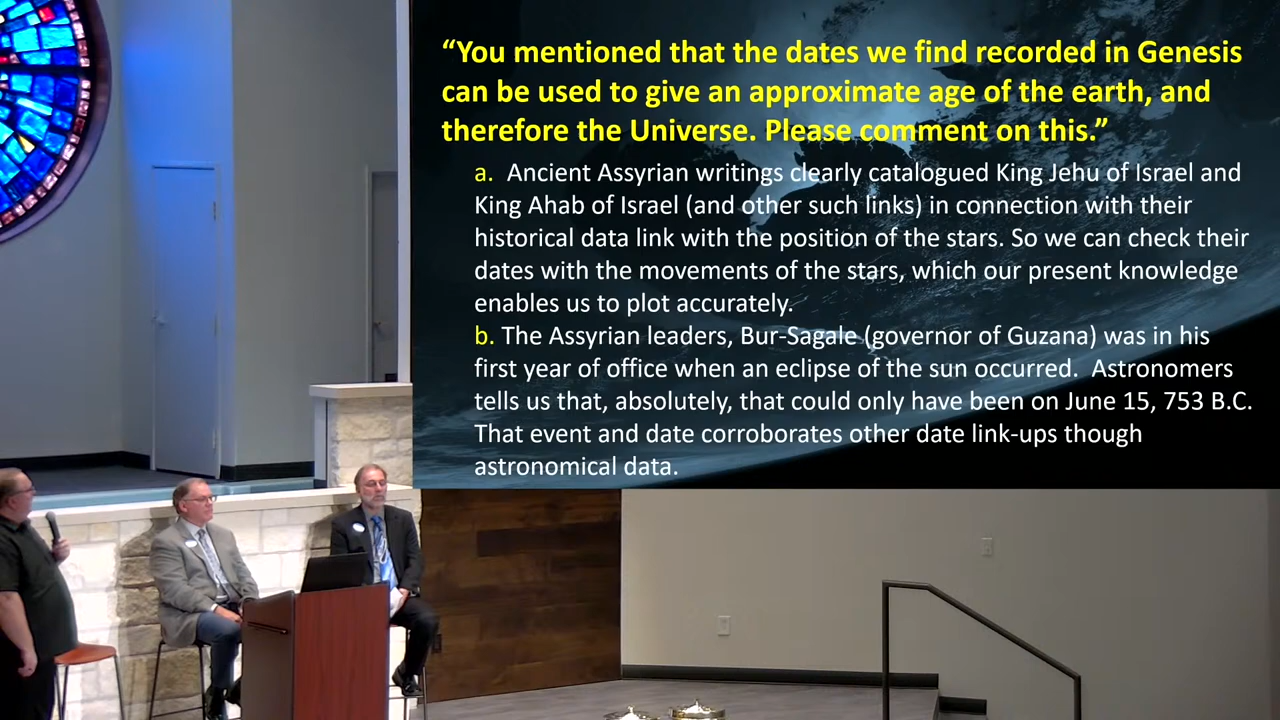 “You mentioned that the dates we find recorded in Genesis
can be used to give an approximate age of the earth, and
therefore the Universe. Please comment on this.”
a. Ancient Assyrian writings clearly catalogued King Jehu of Israel and
King Ahab of Israel (and other such links) in connection with their
historical data link with the position of the stars. So we can check their
dates with the movements of the stars, which our present knowledge
enables us to plot accurately.
b. The Assyrian leaders, Bur-Sagale (governor of Guzana) was in his
first year of office when an eclipse of the sun occurred. Astronomers
tells us that, absolutely, that could only have been on June 15, 753 B.C.
That event and date corroborates other date link-ups though
astronomical data.